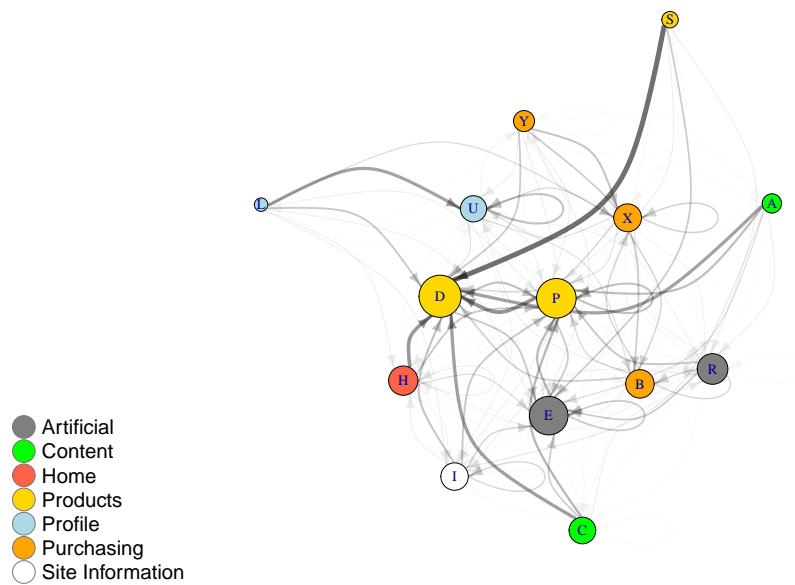 S
Y
L
U
X
A
D
P
H
B
R
E
I
C
Artificial
Content
Home
Products
Profile
Purchasing
Site Information